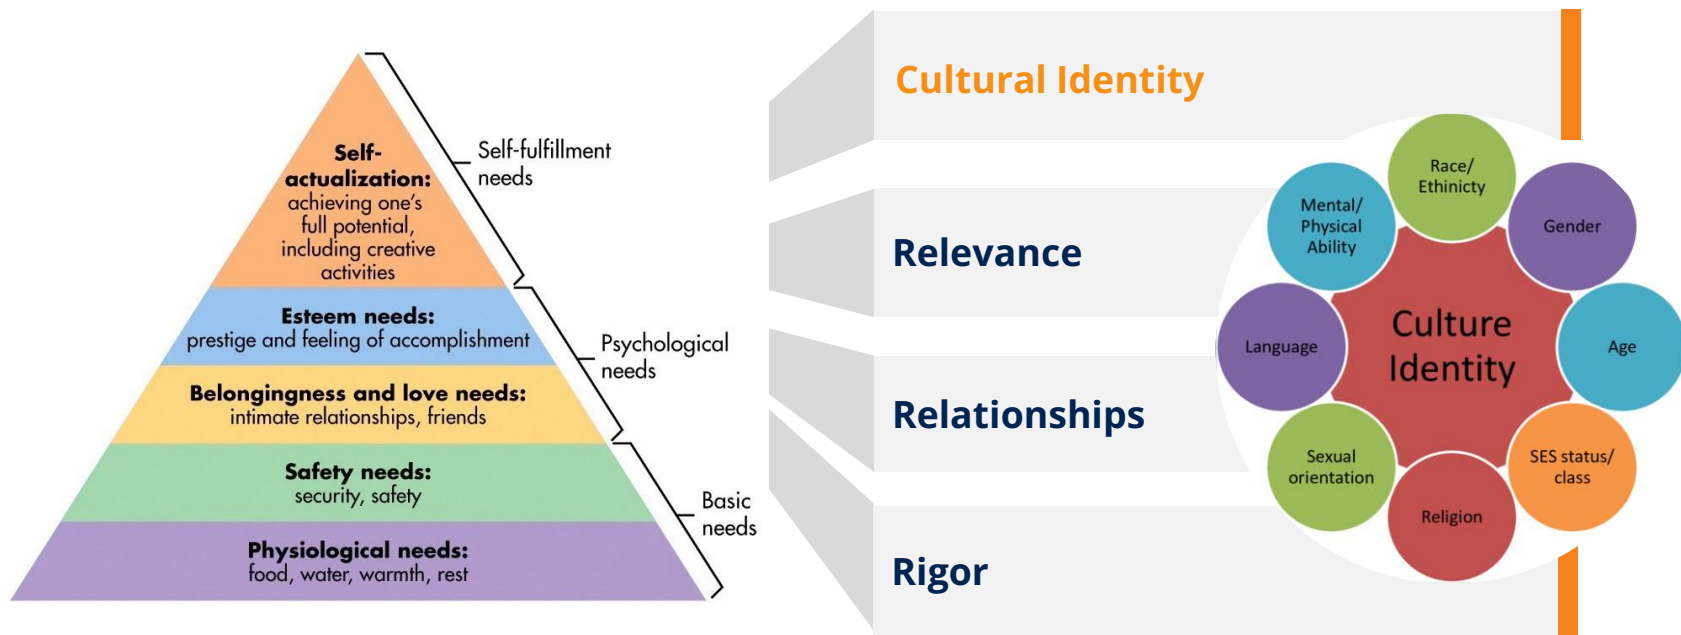 Self-
actualization:
achieving one's
full potential,
including creative
activities
Esteem needs:
prestige and feeling of accomplishment
Belongingness and love needs:
intimate relationships, friends
Safety needs:
security, safety
Physiological needs:
food, water, warmth, rest
Self-fulfillment
needs
Psychological
needs
Basic
needs
Cultural Identity
Relevance
Relationships
Rigor
Culture
Identity
Race/
Ethinicty
Gender
Age
SES status/
class
Religion
Sexual
orientation
Language
Mental/
Physical
Ability